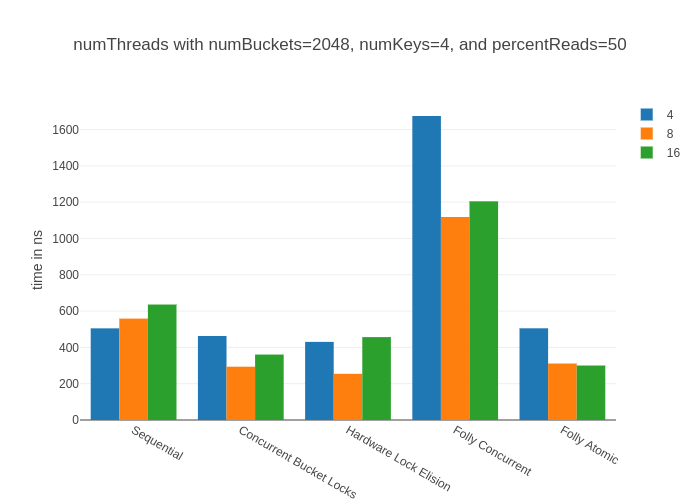 numThreads with numBuckets=2048, numKeys=4, and percentReads=50
4
8
16
time in ns
1600
1400
1200
1000
800
600
400
200
0
Sequential
Concurrent Bucket Locks
Hardware Lock Elision
Folly Concurrent
Folly Atomic